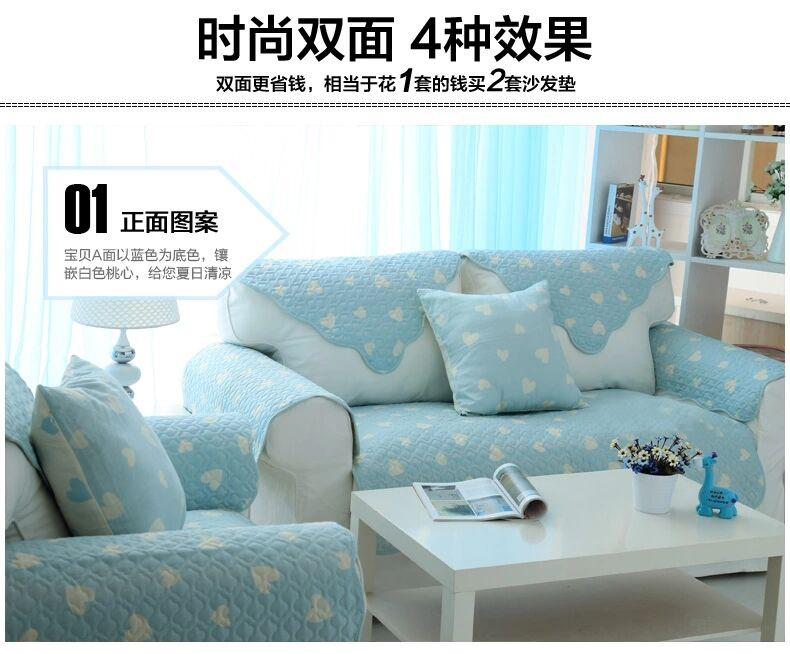 时尚双面 4种效果
双面更省钱，相当于花1套的钱买2套沙发垫
01 正面图案
宝贝A面以蓝色为底色，镶
嵌白色桃心，给您夏日清凉